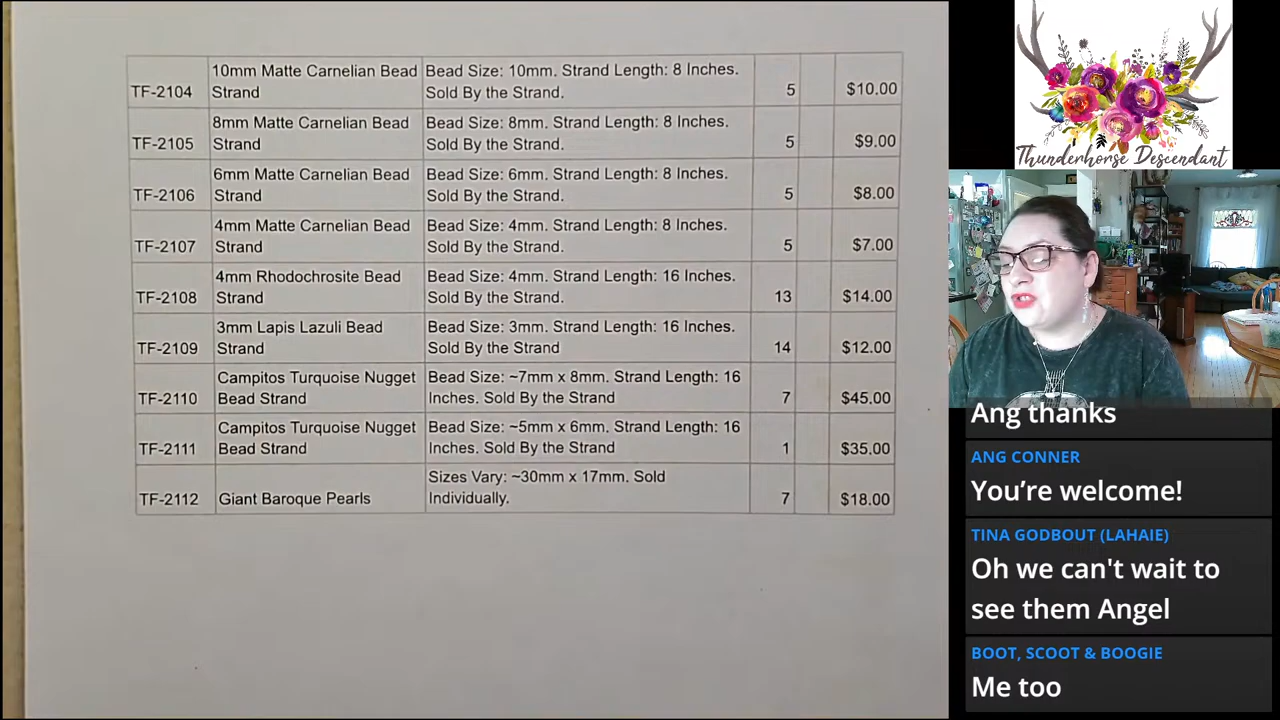 TF-2104
10mm Matte Carnelian Bead
Strand
Bead Size: 10mm. Strand Length: 8 Inches.
Sold By the Strand.
5
$10.00
TF-2105
8mm Matte Carnelian Bead
Strand
Bead Size: 8mm. Strand Length: 8 Inches.
Sold By the Strand.
5
$9.00
TF-2106
6mm Matte Carnelian Bead
Strand
Bead Size: 6mm. Strand Length: 8 Inches.
Sold By the Strand.
5
$8.00
TF-2107
4mm Matte Carnelian Bead
Strand
Bead Size: 4mm. Strand Length: 8 Inches.
Sold By the Strand.
5
$7.00
TF-2108
4mm Rhodochrosite Bead
Strand
Bead Size: 4mm. Strand Length: 16 Inches.
Sold By the Strand.
13
$14.00
TF-2109
3mm Lapis Lazuli Bead
Strand
Bead Size: 3mm. Strand Length: 16 Inches.
Sold By the Strand
14
$12.00
TF-2110
Campitos Turquoise Nugget
Bead Strand
Bead Size: ~7mm x 8mm. Strand Length: 16
Inches. Sold By the Strand
7
$45.00
TF-2111
Campitos Turquoise Nugget
Bead Strand
Bead Size: ~5mm x 6mm. Strand Length: 16
Inches. Sold By the Strand
1
$35.00
TF-2112
Giant Baroque Pearls
Sizes Vary: ~30mm x 17mm. Sold
Individually.
7
$18.00
Thunderhorse Descendant
Ang thanks
ANG CONNER
You're welcome!
TINA GODBOUT (LAHAIE)
Oh we can't wait to
see them Angel
BOOT, SCOOT & BOOGIE
Me too